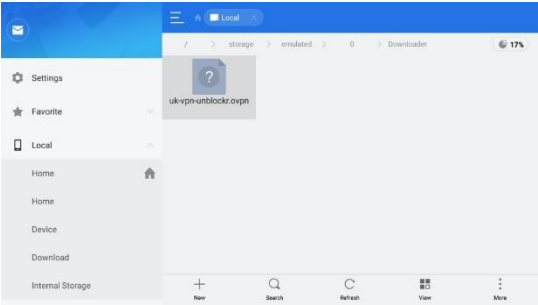 Local
/ > storage > emulated > 0 > Downloader
17%
Settings
Favorite
Local
Home
Home
Device
Download
Internal Storage
?
uk-vpn-unblockr.ovpn
New
Search
Refresh
View
More